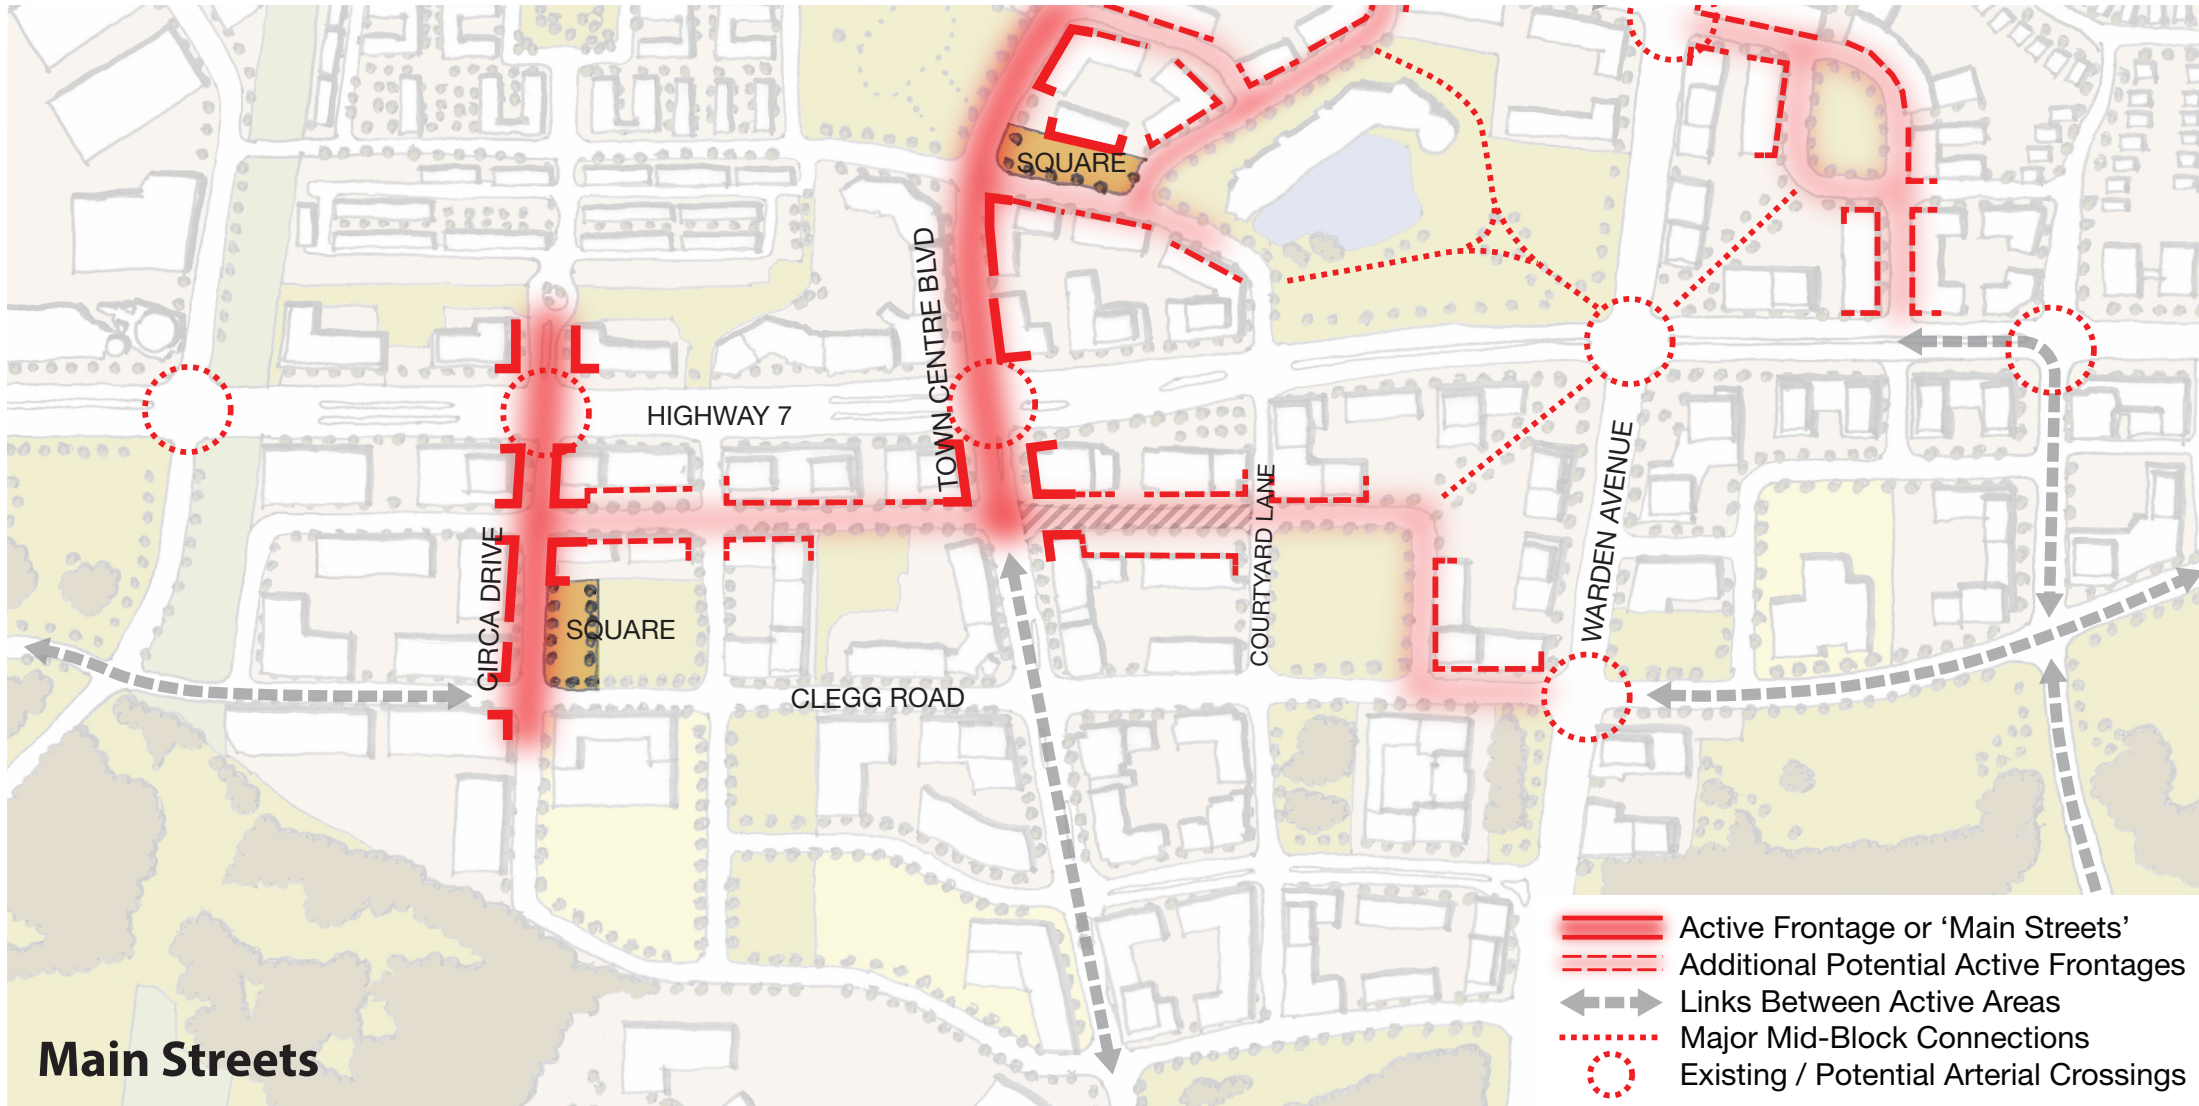 SQUARE
TOWN CENTRE BLVD
HIGHWAY 7
WARDEN AVENUE
COURTYARD LANE
CIRCA DRIVE
SQUARE
CLEGG ROAD
Active Frontage or ‘Main Streets’
Additional Potential Active Frontages
Links Between Active Areas
Major Mid-Block Connections
Existing / Potential Arterial Crossings
Main Streets